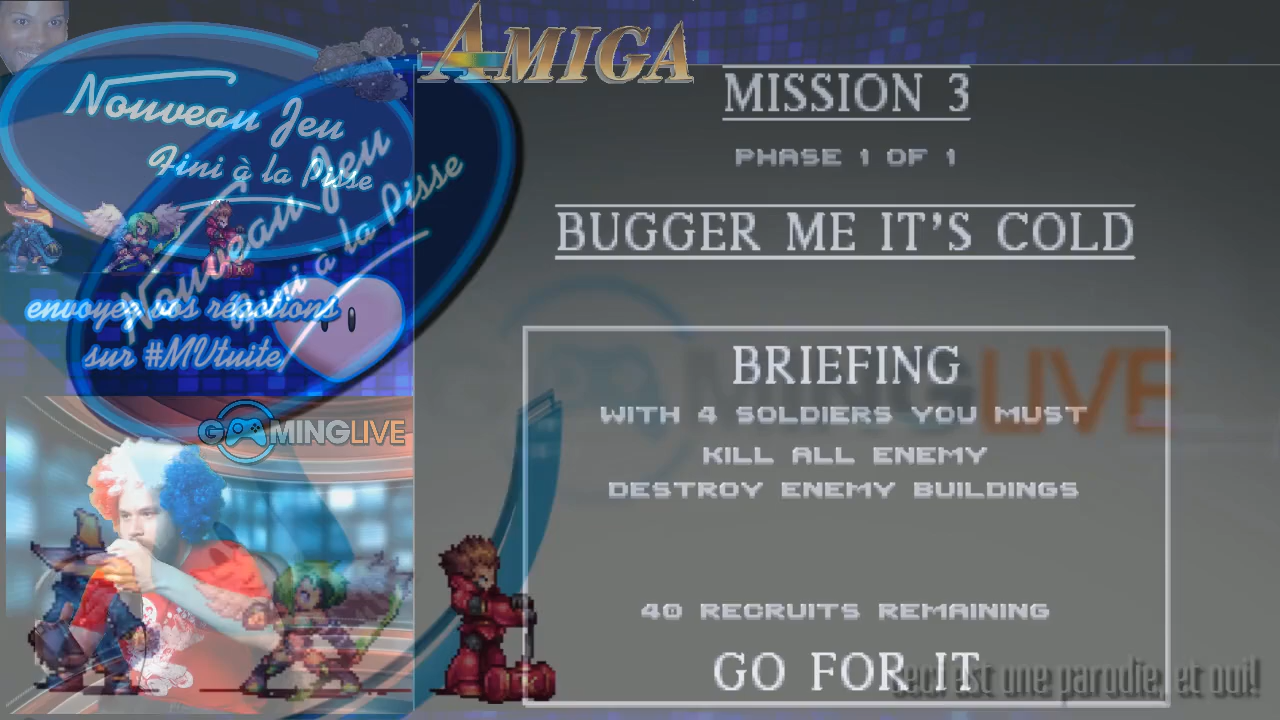 AMIGA
Nouveau Jeu
Fini à la Pisse
Nouveau Jeu
Fini à la Pisse
envoyez vos réactions
sur #MVtuite
GAMINGLIVE
MISSION 3
PHASE 1 OF 1
BUGGER ME IT'S COLD
GAMINGLIVE
BRIEFING
WITH 4 SOLDIERS YOU MUST
KILL ALL ENEMY
DESTROY ENEMY BUILDINGS
40 RECRUITS REMAINING
GO FOR IT
Ceci est une parodie, et oui!